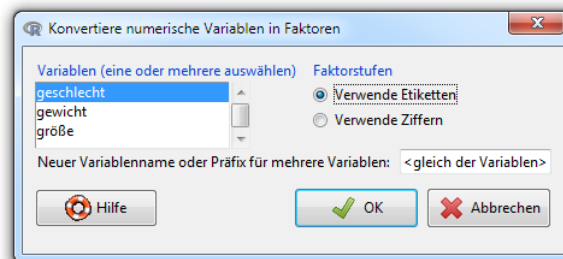 Konvertiere numerische Variablen in Faktoren
Variablen (eine oder mehrere auswählen) Faktorstufen
geschlecht
gewicht
größe
Verwende Etiketten
Verwende Ziffern
Neuer Variablenname oder Präfix für mehrere Variablen: <gleich der Variablen>
Hilfe OK Abbrechen